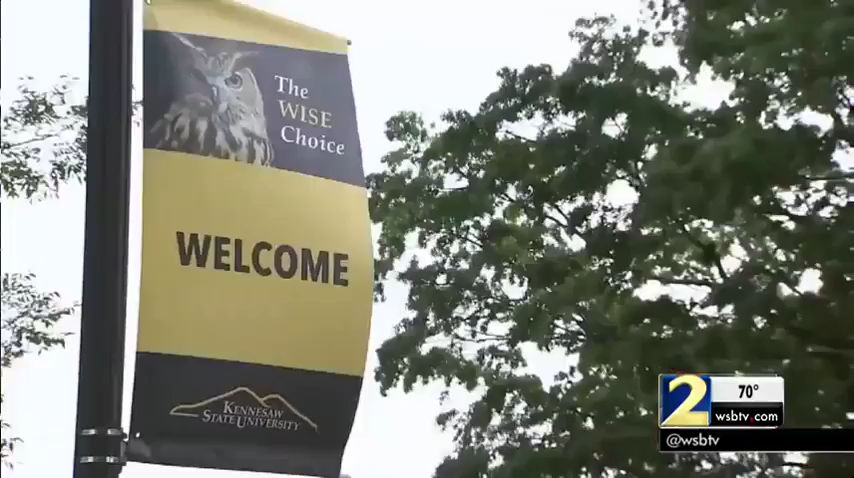 The
WISE
Choice
WELCOME
KENNESAW
STATE UNIVERSITY
2
70°
wsbtv.com
@wsbtv